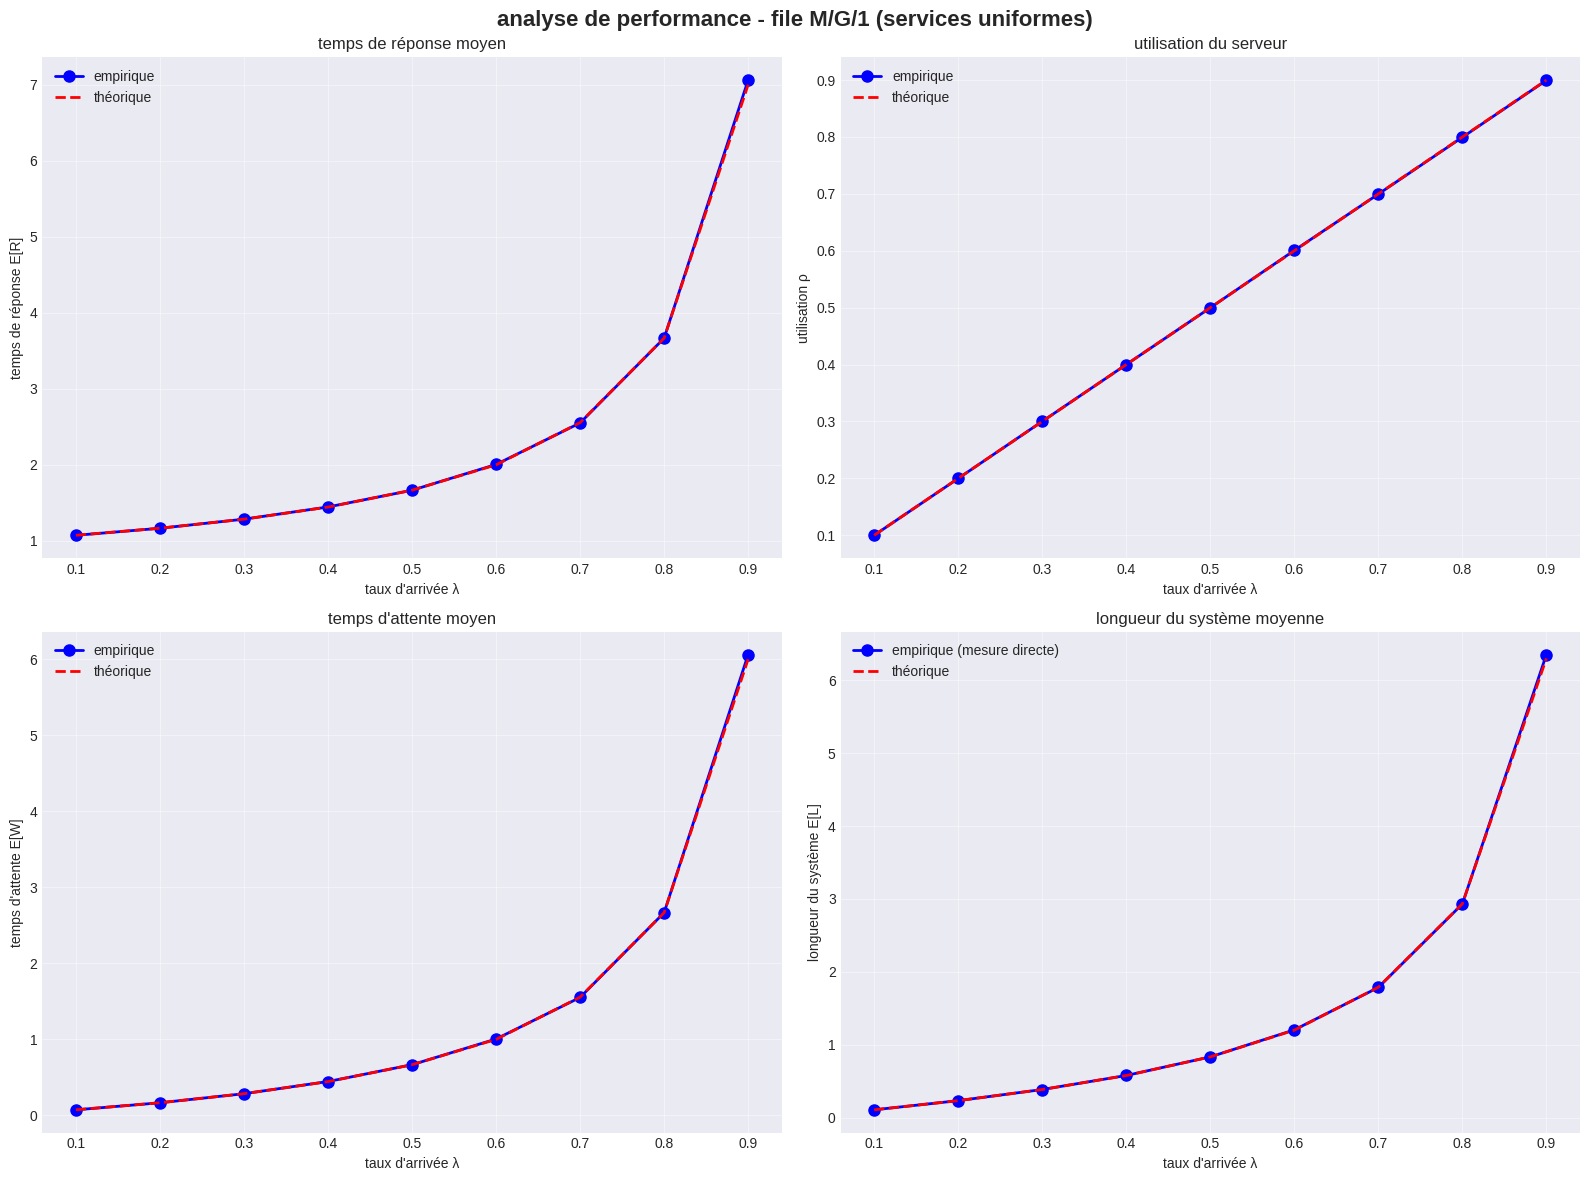 analyse de performance - file M/G/1 (services uniformes)
temps de réponse moyen
empirique
théorique
7
6
5
4
3
2
1
temps de réponse E[R]
0.1 0.2 0.3 0.4 0.5 0.6 0.7 0.8 0.9
taux d'arrivée λ
utilisation du serveur
empirique
théorique
0.9
0.8
0.7
0.6
0.5
0.4
0.3
0.2
0.1
utilisation ρ
0.1 0.2 0.3 0.4 0.5 0.6 0.7 0.8 0.9
taux d'arrivée λ
temps d'attente moyen
empirique
théorique
6
5
4
3
2
1
0
temps d'attente E[W]
0.1 0.2 0.3 0.4 0.5 0.6 0.7 0.8 0.9
taux d'arrivée λ
longueur du système moyenne
empirique (mesure directe)
théorique
6
5
4
3
2
1
0
longueur du système E[L]
0.1 0.2 0.3 0.4 0.5 0.6 0.7 0.8 0.9
taux d'arrivée λ